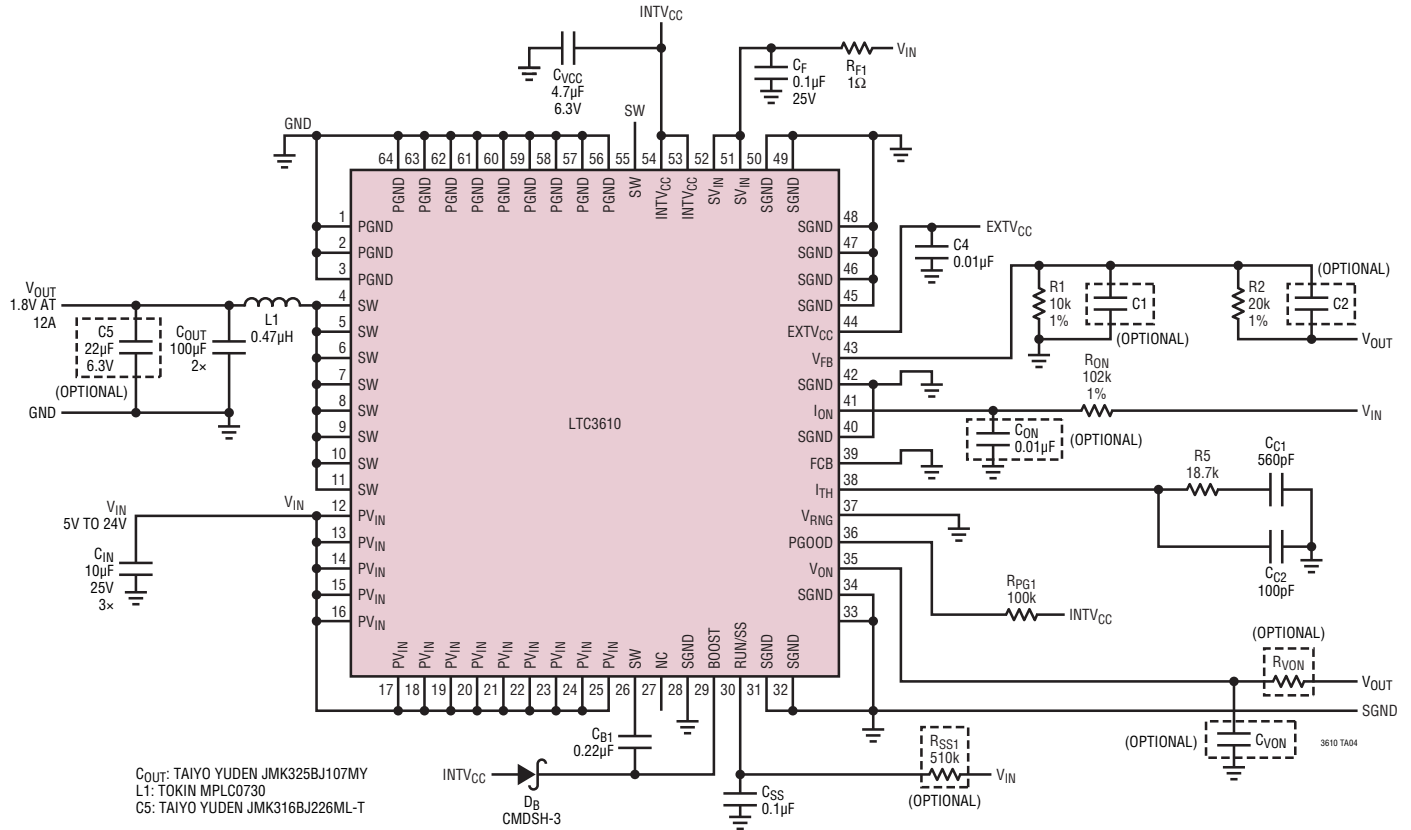 INTVCC
CVCC
4.7µF
6.3V
CF
0.1µF
25V
RF1
1Ω
VIN
SW
GND
64 63 62 61 60 59 58 57 56 55 54 53 52 51 50 49
PGND PGND PGND PGND PGND PGND PGND PGND PGND SW INTVCC INTVCC SVIN SVIN SGND SGND
1 PGND
2 PGND
3 PGND
4 SW
5 SW
6 SW
7 SW
8 SW
9 SW
10 SW
11 SW
12 PVIN
13 PVIN
14 PVIN
15 PVIN
16 PVIN
LTC3610
SGND 48
SGND 47
SGND 46
SGND 45
EXTVCC 44
VFB 43
SGND 42
ION 41
SGND 40
FCB 39
ITH 38
VRNG 37
PGOOD 36
VON 35
SGND 34
33
PVIN PVIN PVIN PVIN PVIN PVIN PVIN PVIN PVIN SW NC SGND BOOST RUN/SS SGND SGND
17 18 19 20 21 22 23 24 25 26 27 28 29 30 31 32
VOUT
1.8V AT
12A
C5
22µF
6.3V
(OPTIONAL)
COUT
100µF
2×
L1
0.47µH
GND
VIN
5V TO 24V
VIN
CIN
10µF
25V
3×
EXTVCC
C4
0.01µF
R1
10k
1%
C1
(OPTIONAL)
R2
20k
1%
(OPTIONAL)
C2
VOUT
RON
102k
1%
VIN
CON
0.01µF
(OPTIONAL)
R5
18.7k
CC1
560pF
CC2
100pF
RPG1
100k
INTVCC
(OPTIONAL)
RVON
VOUT
SGND
(OPTIONAL)
CVON
3610 TA04
CB1
0.22µF
INTVCC
DB
CMDSH-3
CSS
0.1µF
RSS1
510k
(OPTIONAL)
VIN
COUT: TAIYO YUDEN JMK325BJ107MY
L1: TOKIN MPLC0730
C5: TAIYO YUDEN JMK316BJ226ML-T